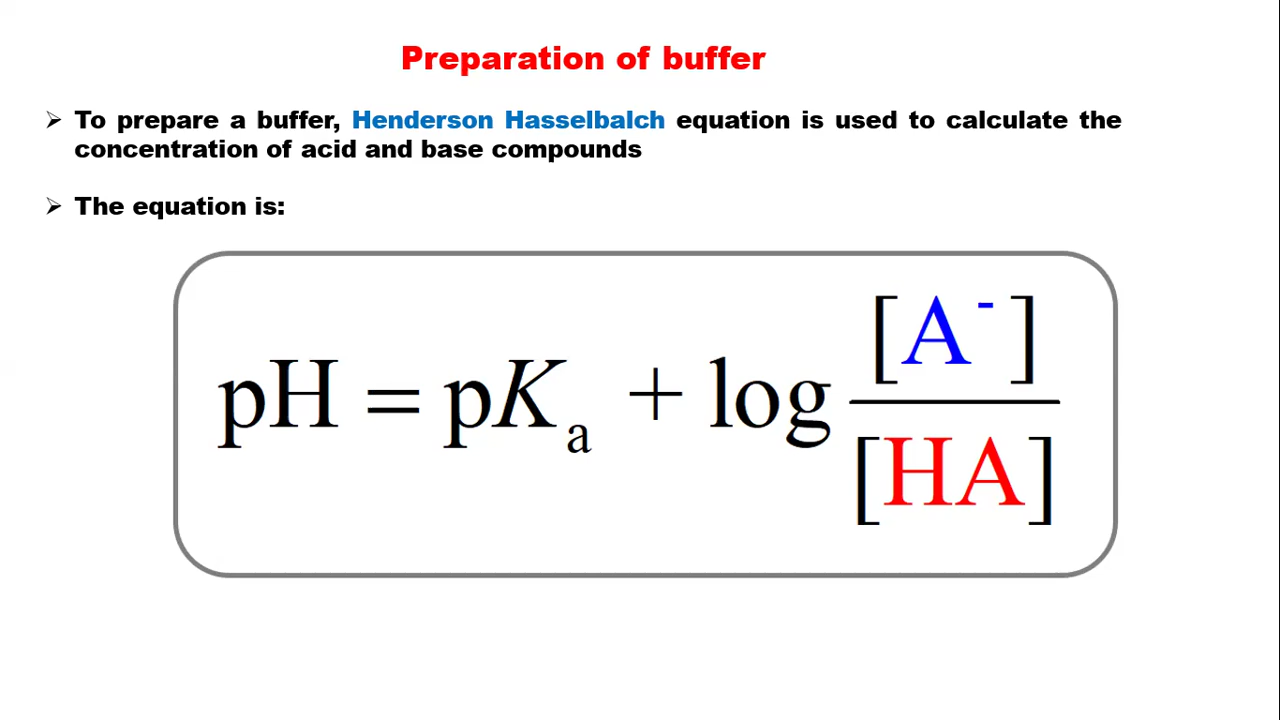 Preparation of buffer
➢ To prepare a buffer, Henderson Hasselbalch equation is used to calculate the
concentration of acid and base compounds
➢ The equation is:
pH = pKa + log [A-] / [HA]